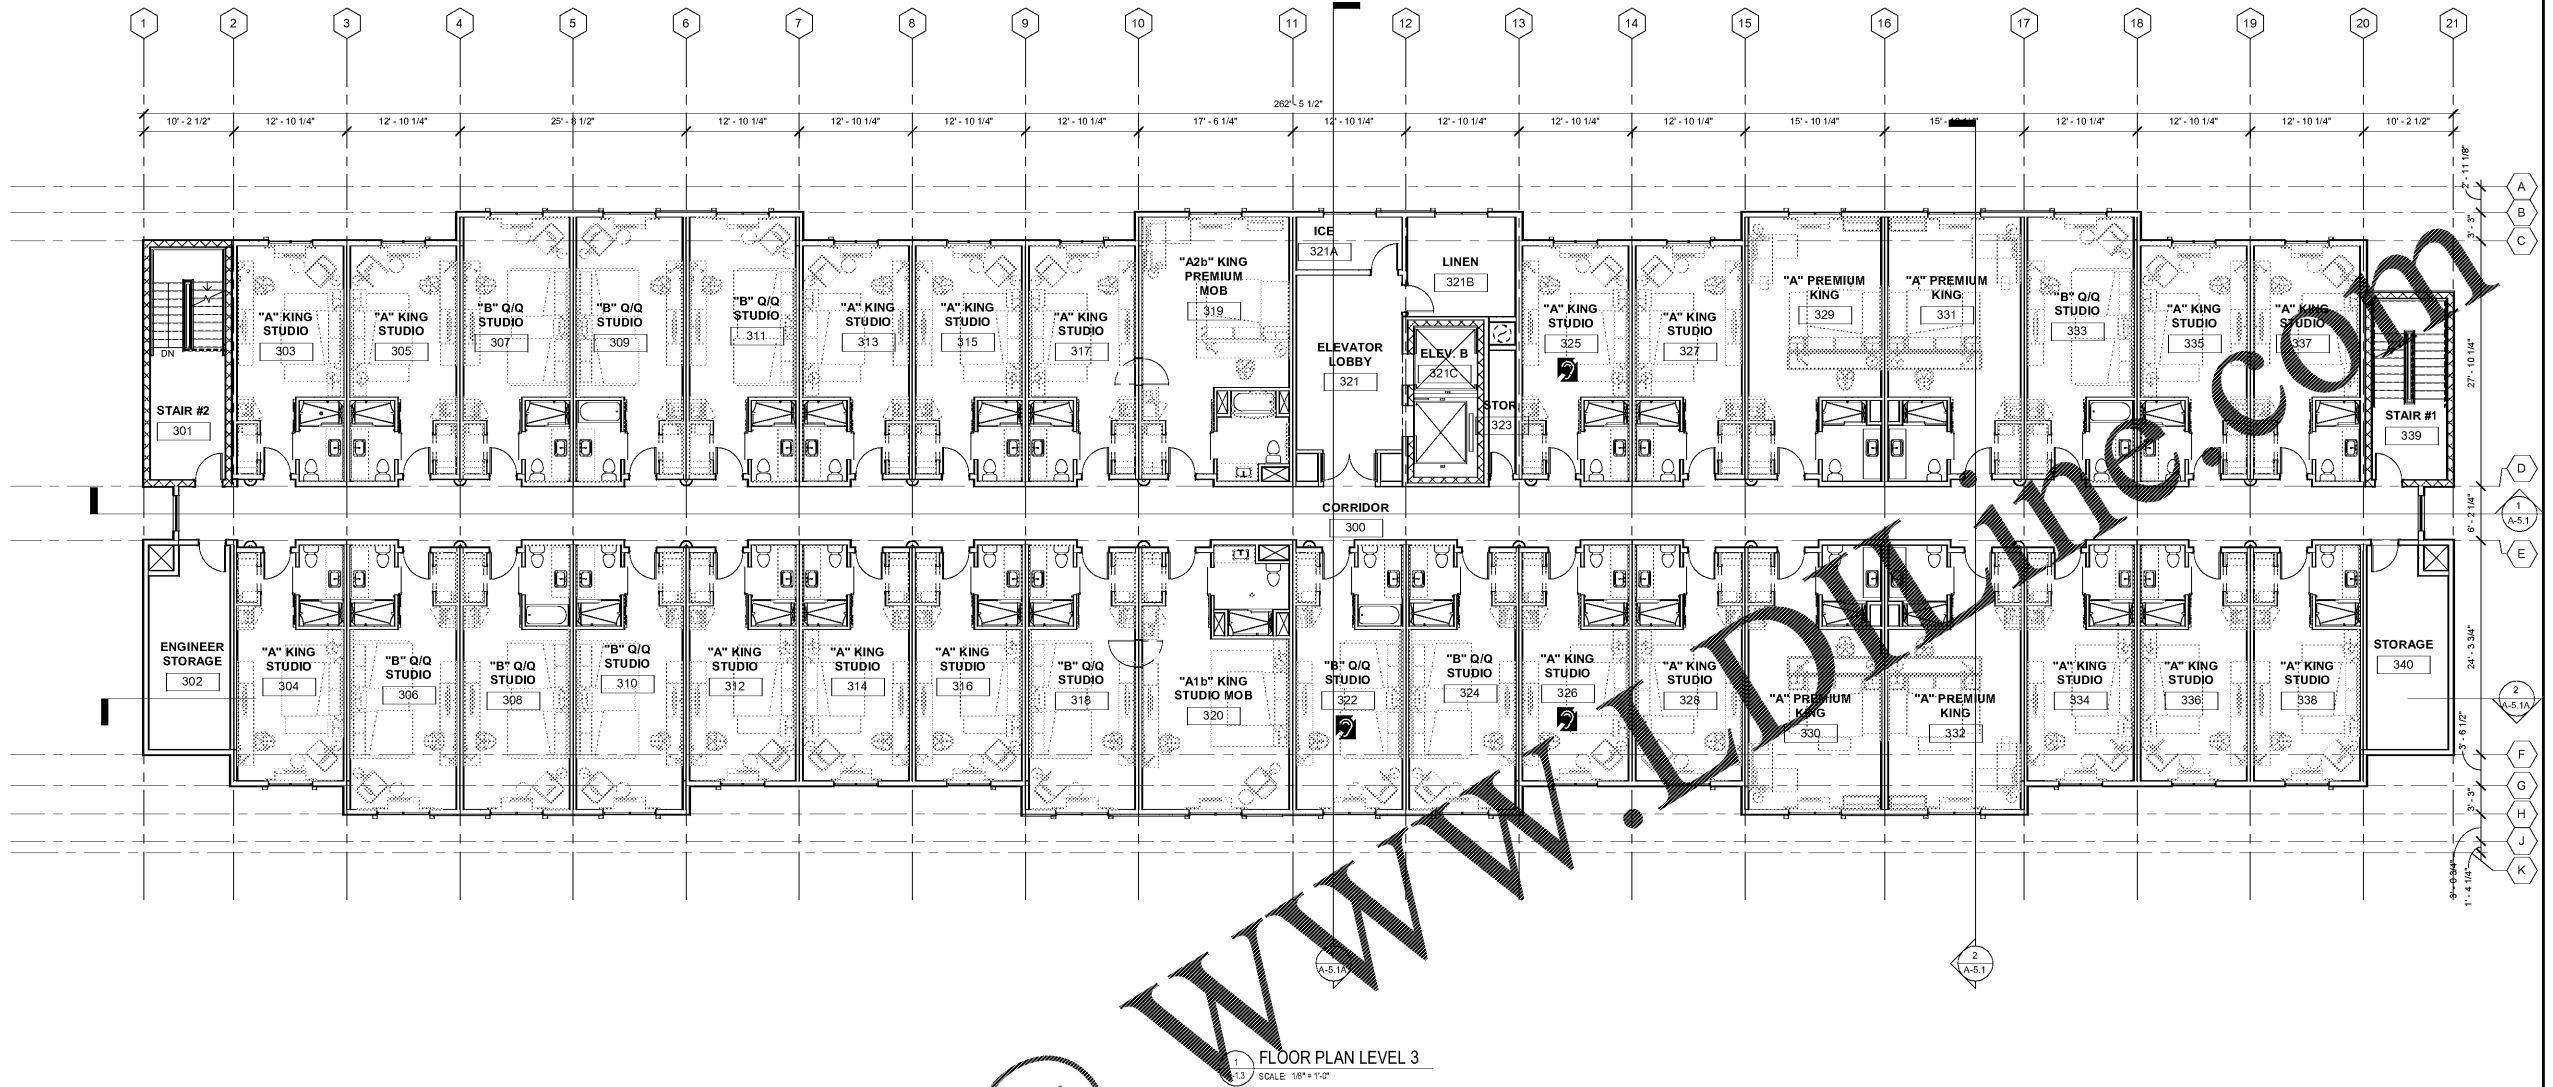 1 2 3 4 5 6 7 8 9 10 11 12 13 14 15 16 17 18 19 20 21
262' - 5 1/2"
10' - 2 1/2" 12' - 10 1/4" 12' - 10 1/4" 25' - 8 1/2" 12' - 10 1/4" 12' - 10 1/4" 12' - 10 1/4" 12' - 10 1/4" 17' - 6 1/4" 12' - 10 1/4" 12' - 10 1/4" 12' - 10 1/4" 12' - 10 1/4" 15' - 10 1/4" 15' - 12' - 10 1/4" 12' - 10 1/4" 12' - 10 1/4" 10' - 2 1/2"
2' - 11 1/8"
A
B
3' - 3"
C
27' - 10 1/4"
D
6' - 2 1/4"
1
A-5.1
E
24' - 3 3/4"
2
A-5.1A
3' - 6 1/2"
F
G
3' - 3"
H
J
K
3' - 0 3/4"
1' - 4 1/4"
DN
STAIR #2
301
"A" KING
STUDIO
303
"A" KING
STUDIO
305
"B" Q/Q
STUDIO
307
"B" Q/Q
STUDIO
309
"B" Q/Q
STUDIO
311
"A" KING
STUDIO
313
"A" KING
STUDIO
315
"A" KING
STUDIO
317
"A2b" KING
PREMIUM
MOB
319
ICE
321A
ELEVATOR
LOBBY
321
LINEN
321B
ELEV. B
321C
STOR
323
"A" KING
STUDIO
325
"A" KING
STUDIO
327
"A" PREMIUM
KING
329
"A" PREMIUM
KING
331
"B" Q/Q
STUDIO
333
"A" KING
STUDIO
335
"A" KING
STUDIO
337
STAIR #1
339
CORRIDOR
300
ENGINEER
STORAGE
302
"A" KING
STUDIO
304
"B" Q/Q
STUDIO
306
"B" Q/Q
STUDIO
308
"B" Q/Q
STUDIO
310
"A" KING
STUDIO
312
"A" KING
STUDIO
314
"A" KING
STUDIO
316
"B" Q/Q
STUDIO
318
"A1b" KING
STUDIO MOB
320
"B" Q/Q
STUDIO
322
"B" Q/Q
STUDIO
324
"A" KING
STUDIO
326
"A" KING
STUDIO
328
"A" PREMIUM
KING
330
"A" PREMIUM
KING
332
"A" KING
STUDIO
334
"A" KING
STUDIO
336
"A" KING
STUDIO
338
STORAGE
340
A-5.1A
2
A-5.1
www.LDILine.com
1
FLOOR PLAN LEVEL 3
SCALE: 1/8" = 1'-0"